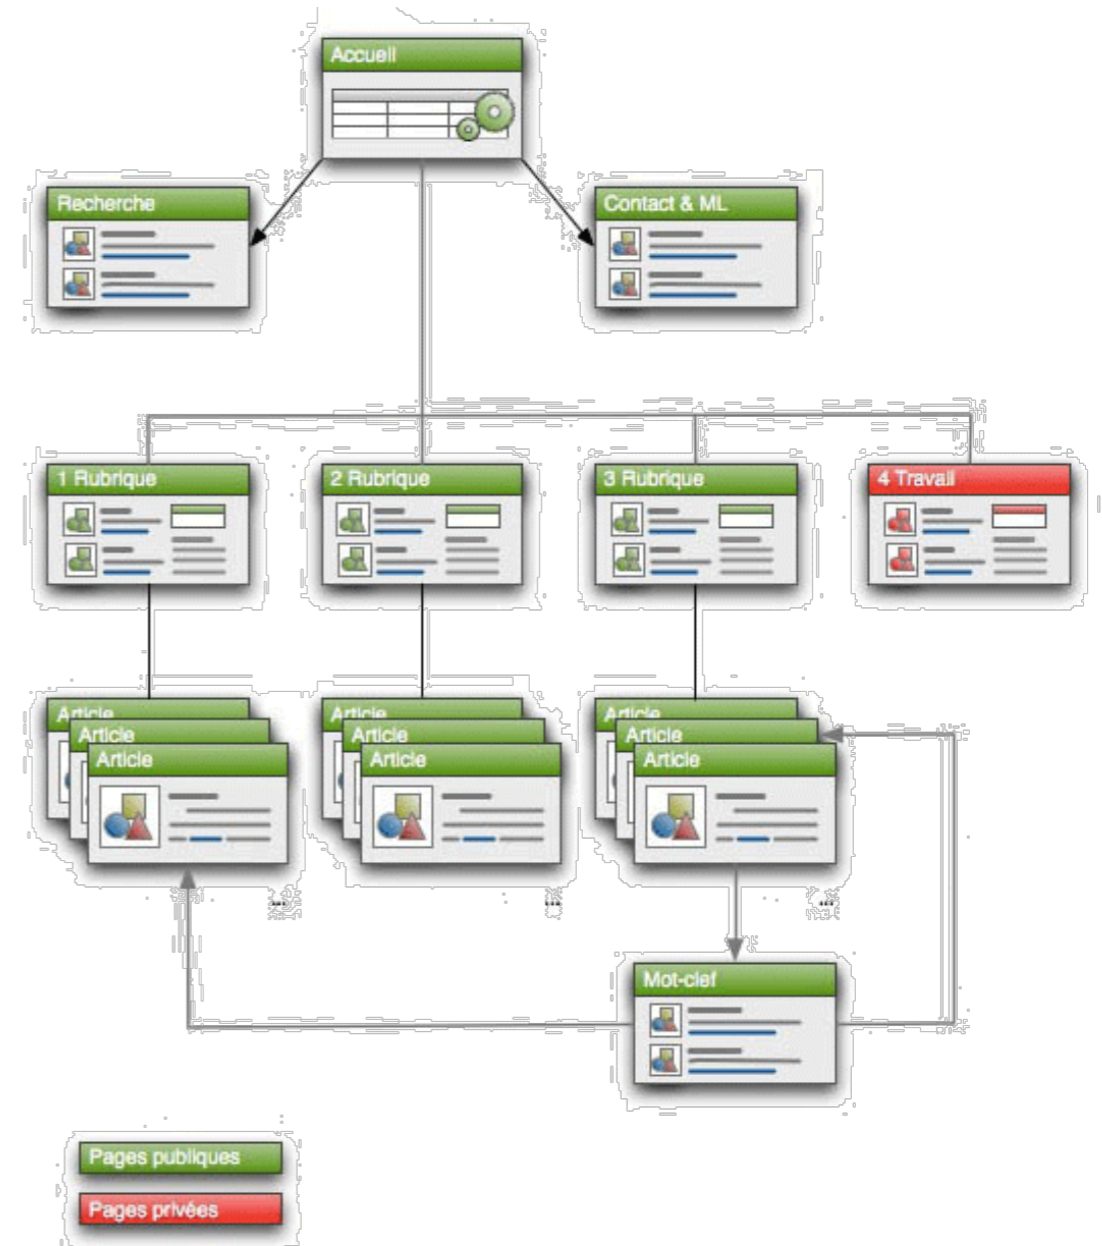 Accueil
Recherche
Contact & ML
1 Rubrique
2 Rubrique
3 Rubrique
4 Travail
Article
Article
Article
Article
Article
Article
Article
Article
Article
...
...
...
Mot-clef
Pages publiques
Pages privées